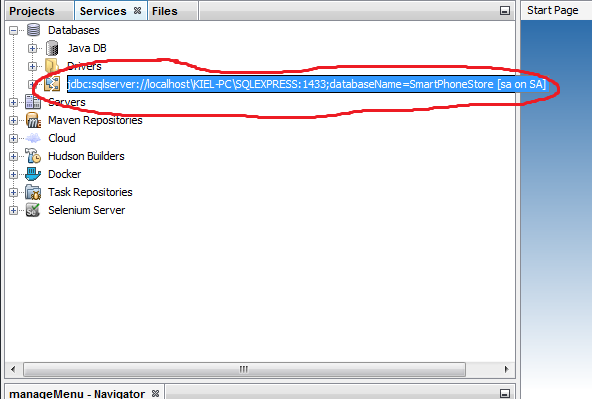 Projects Services Files Start Page
Databases
Java DB
Drivers
jdbc:sqlserver://localhost\KIEL-PC\SQLEXPRESS:1433;databaseName=SmartPhoneStore [sa on SA]
Servers
Maven Repositories
Cloud
Hudson Builders
Docker
Task Repositories
Selenium Server
manageMenu - Navigator